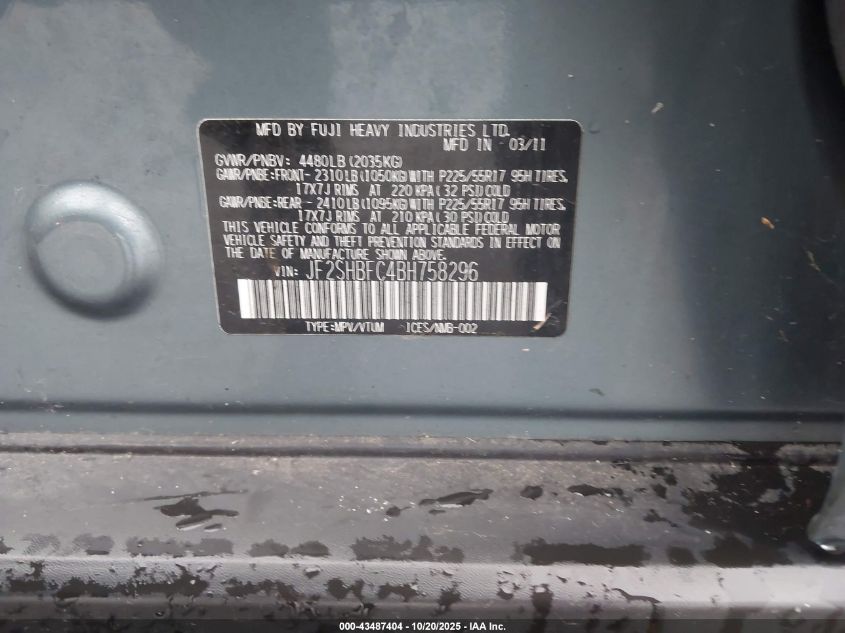 MFD BY FUJI HEAVY INDUSTRIES LTD.
MFD IN 03/11
GVWR/PNBV: 4480LB(2035KG)
GAWR/PNBE:FRONT- 2310LB(1050KG)WITH P225/55R17 95H TIRES,
17X7J RIMS AT 220 KPA(32 PSI)COLD
GAWR/PNBE:REAR - 2410LB(1095KG)WITH P225/55R17 95H TIRES,
17X7J RIMS AT 210 KPA(30 PSI)COLD
THIS VEHICLE CONFORMS TO ALL APPLICABLE FEDERAL MOTOR
VEHICLE SAFETY AND THEFT PREVENTION STANDARDS IN EFFECT ON
THE DATE OF MANUFACTURE SHOWN ABOVE.
VIN: JF2SHBFC4BH758296
TYPE:MPV/VTUM ICES/NMB-002
000-43487404 | 10/20/2025 | IAA Inc.